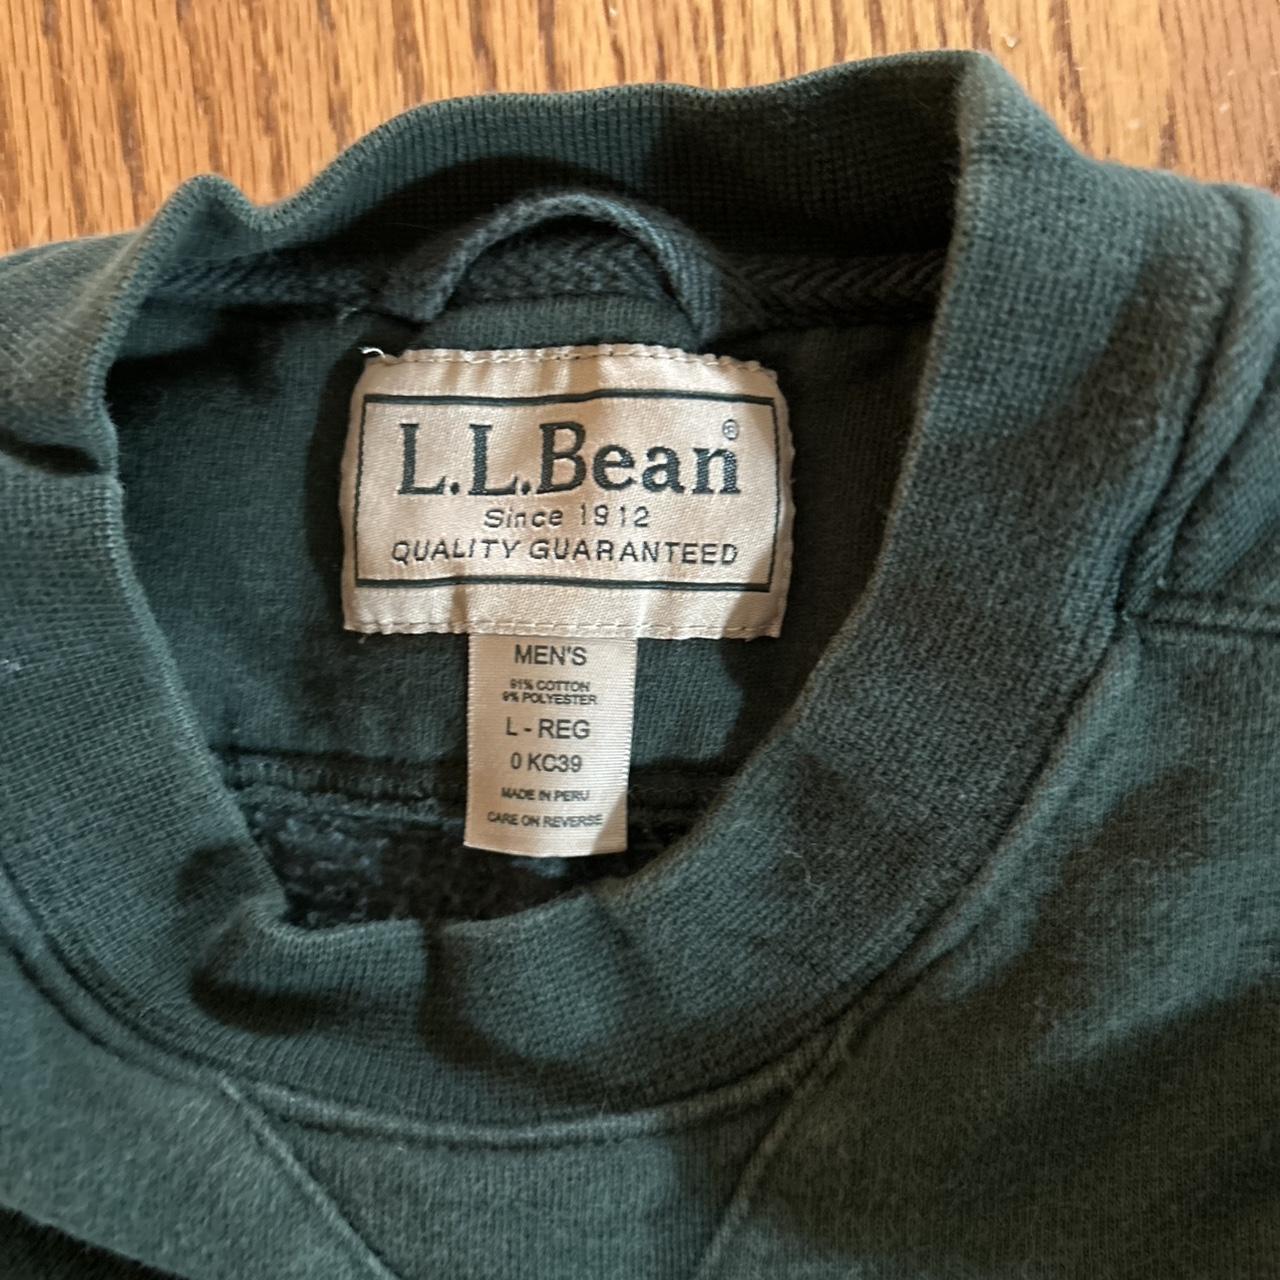 L.L.Bean®
Since 1912
QUALITY GUARANTEED
MEN'S
91% COTTON
9% POLYESTER
L - REG
0 KC39
MADE IN PERU
CARE ON REVERSE